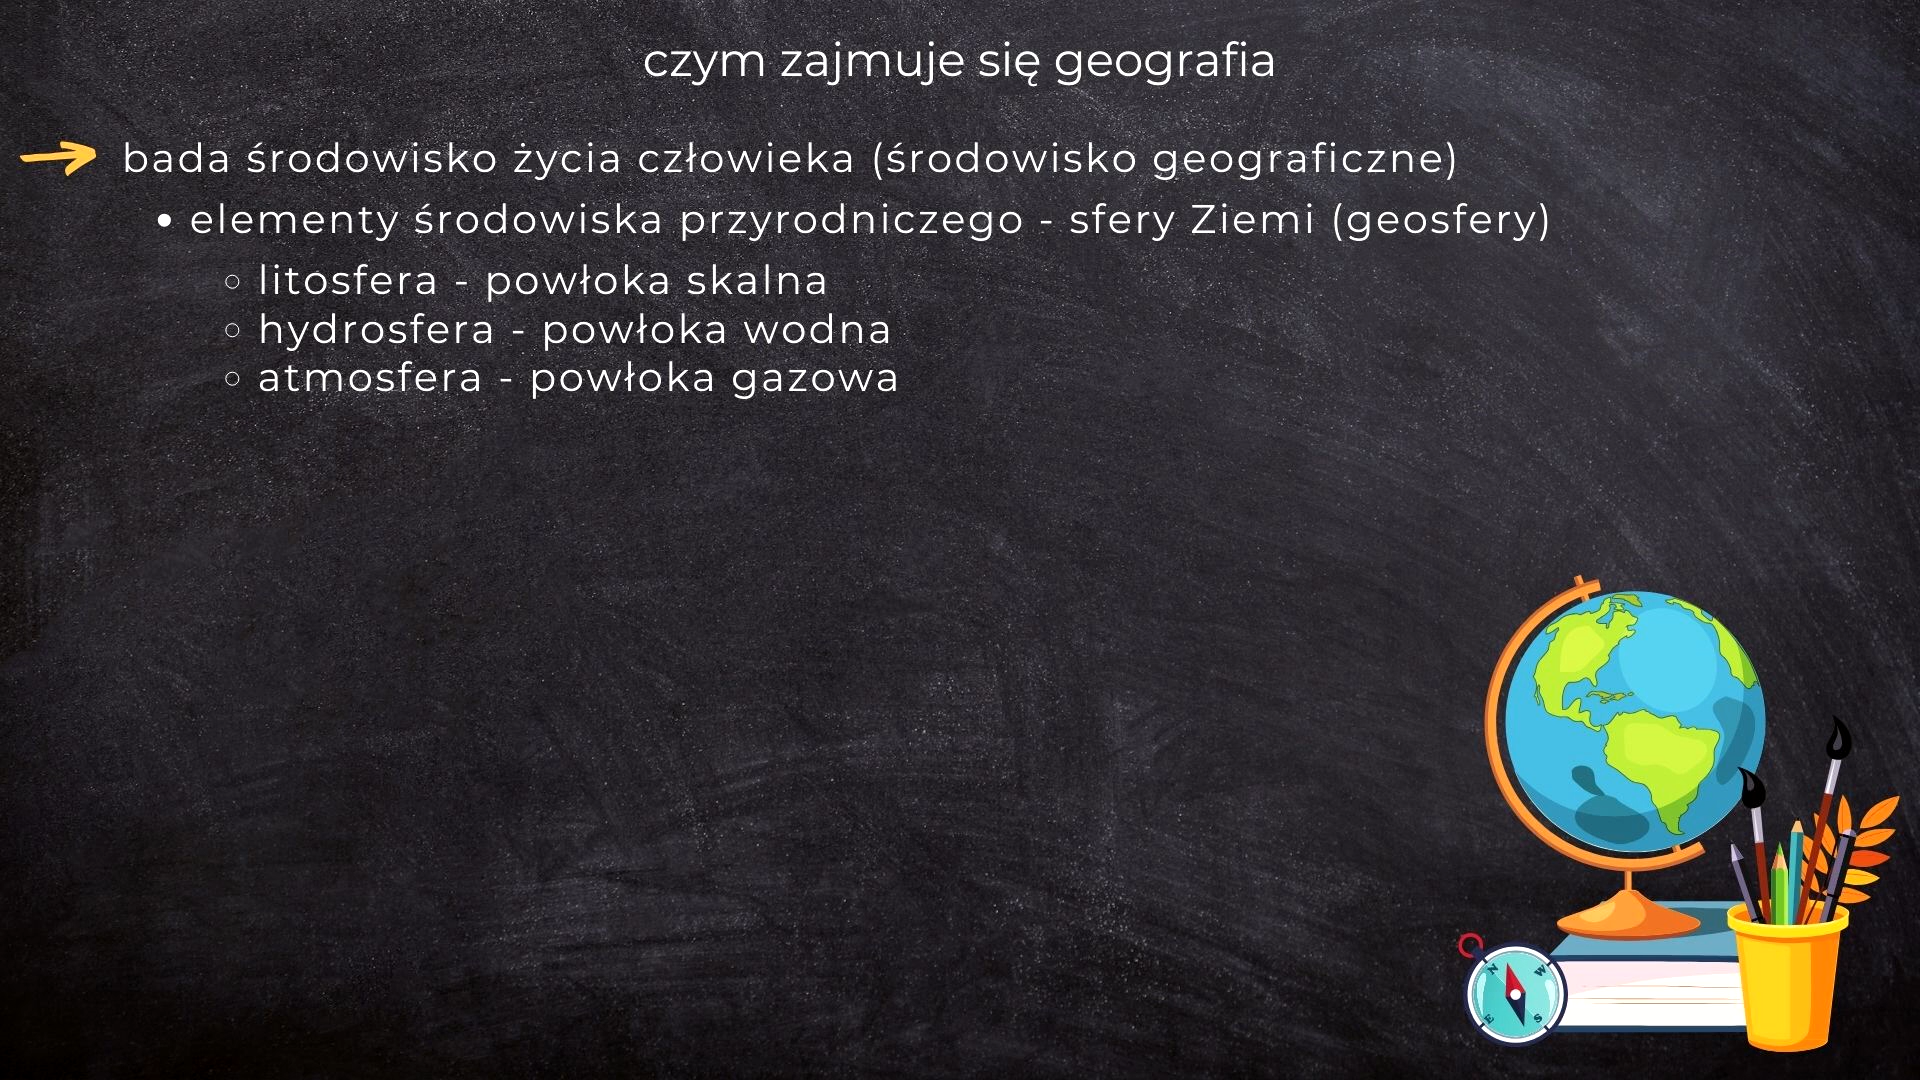 czym zajmuje się geografia
bada środowisko życia człowieka (środowisko geograficzne)
elementy środowiska przyrodniczego - sfery Ziemi (geosfery)
litosfera - powłoka skalna
hydrosfera - powłoka wodna
atmosfera - powłoka gazowa
N W
E S